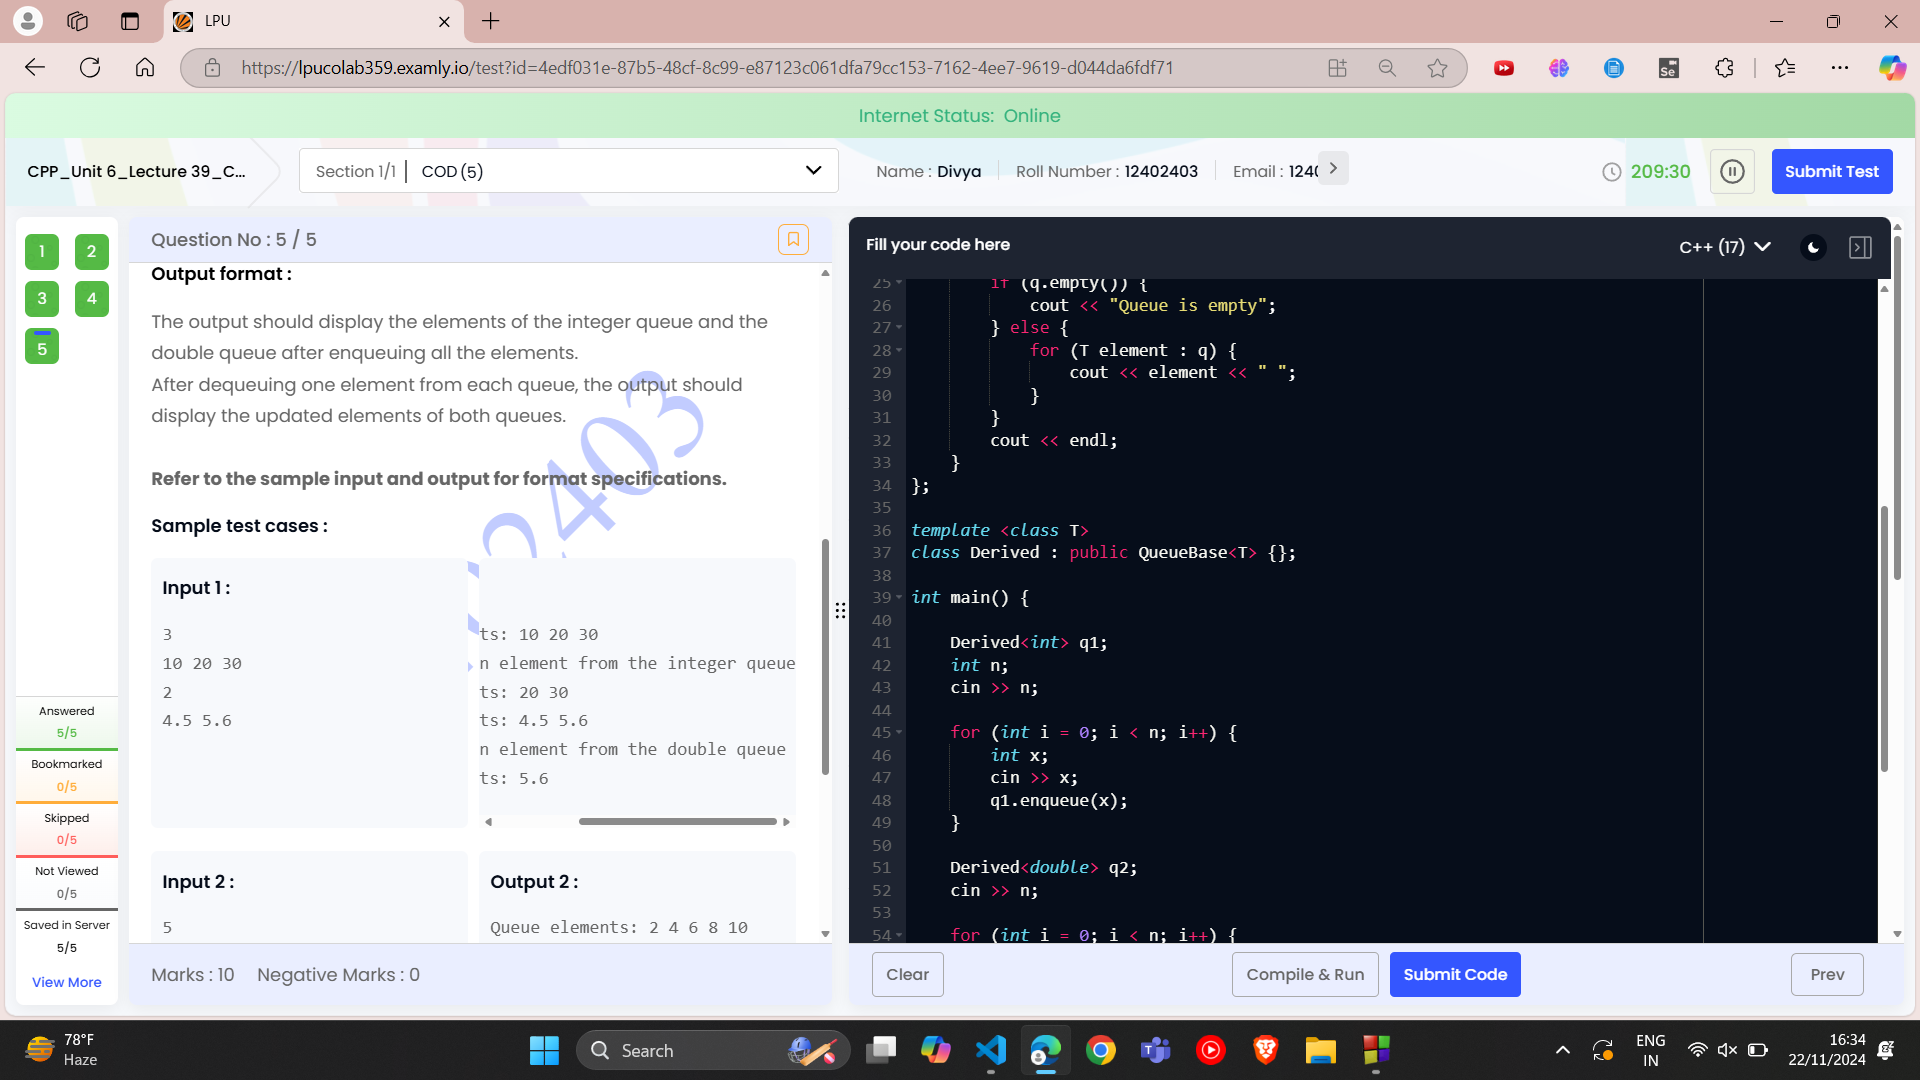 LPU
https://lpucolab359.examly.io/test?id=4edf031e-87b5-48cf-8c99-e87123c061dfa79cc153-7162-4ee7-9619-d044da6fdf71
Internet Status: Online
CPP_Unit 6_Lecture 39_C...
Section 1/1
COD (5)
Name : Divya
Roll Number : 12402403
Email : 1240
209:30
Submit Test
1
2
3
4
5
Answered
5/5
Bookmarked
0/5
Skipped
0/5
Not Viewed
0/5
Saved in Server
5/5
View More
Question No : 5 / 5
Output format :
The output should display the elements of the integer queue and the
double queue after enqueuing all the elements.
After dequeuing one element from each queue, the output should
display the updated elements of both queues.
Refer to the sample input and output for format specifications.
Sample test cases :
Input 1 :
3
10 20 30
2
4.5 5.6
ts: 10 20 30
n element from the integer queue
ts: 20 30
ts: 4.5 5.6
n element from the double queue
ts: 5.6
Input 2 :
5
Output 2 :
Queue elements: 2 4 6 8 10
2403
Marks : 10
Negative Marks : 0
Fill your code here
C++ (17)
25 if (q.empty()) {
26 cout << "Queue is empty";
27 } else {
28 for (T element : q) {
29 cout << element << " ";
30 }
31 }
32 cout << endl;
33 }
34 };
35
36 template <class T>
37 class Derived : public QueueBase<T> {};
38
39 int main() {
40
41 Derived<int> q1;
42 int n;
43 cin >> n;
44
45 for (int i = 0; i < n; i++) {
46 int x;
47 cin >> x;
48 q1.enqueue(x);
49 }
50
51 Derived<double> q2;
52 cin >> n;
53
54 for (int i = 0; i < n; i++) {
Clear
Compile & Run
Submit Code
Prev
78°F
Haze
Search
Se
ENG
IN
16:34
22/11/2024